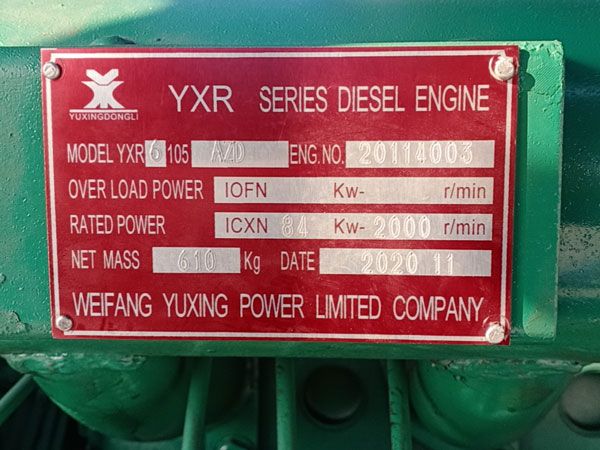 YUXINGDONGLI
YXR SERIES DIESEL ENGINE
MODEL YXR 6 105 AZD ENG.NO. 20114003
OVER LOAD POWER IOFN Kw- r/min
RATED POWER ICXN 84 Kw- 2000 r/min
NET MASS 610 Kg DATE 2020 11
WEIFANG YUXING POWER LIMITED COMPANY